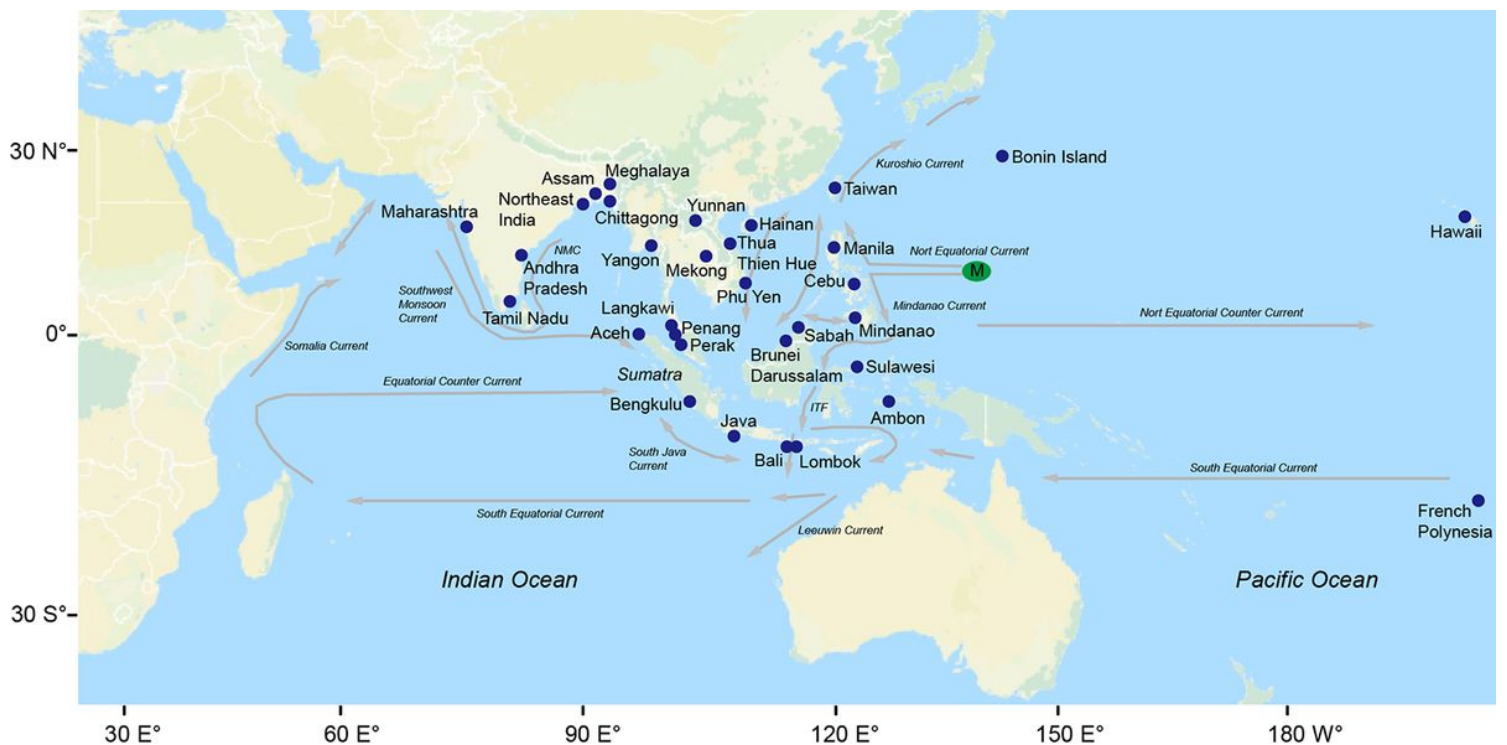 30 N°
0°
30 S°
30 E°
60 E°
90 E°
120 E°
150 E°
180 W°
Kuroshio Current
Bonin Island
Meghalaya
Assam
Northeast
India
Taiwan
Maharashtra
Chittagong
Yunnan
Hainan
Hawaii
NMC
Yangon
Thua
Thien Hue
Manila
Nort Equatorial Current
M
Andhra
Pradesh
Mekong
Phu Yen
Cebu
Southwest
Monsoon
Current
Tamil Nadu
Langkawi
Mindanao Current
Nort Equatorial Counter Current
Aceh
Penang
Perak
Sabah
Mindanao
Somalia Current
Brunei
Darussalam
Sulawesi
Sumatra
Equatorial Counter Current
Bengkulu
ITF
Ambon
Java
South Java
Current
Bali
Lombok
South Equatorial Current
South Equatorial Current
French
Polynesia
Leeuwin Current
Indian Ocean
Pacific Ocean